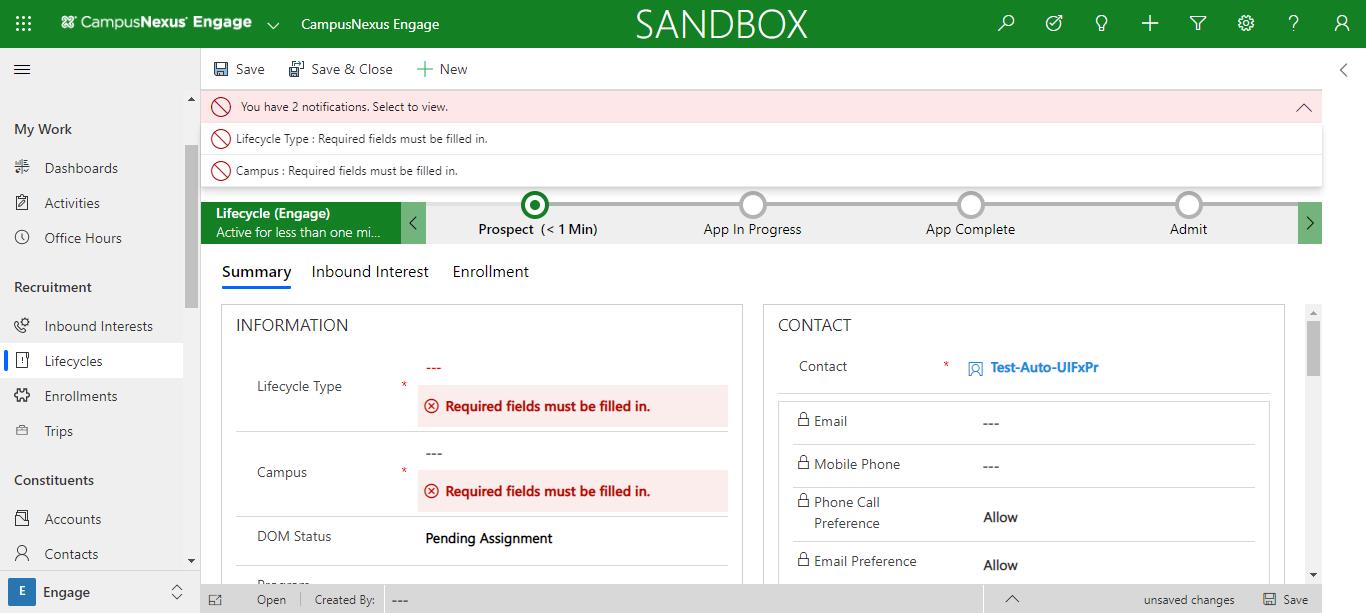 CampusNexus® Engage
CampusNexus Engage
SANDBOX
Save
Save & Close
New
You have 2 notifications. Select to view.
Lifecycle Type : Required fields must be filled in.
Campus : Required fields must be filled in.
My Work
Dashboards
Activities
Office Hours
Recruitment
Inbound Interests
Lifecycles
Enrollments
Trips
Constituents
Accounts
Contacts
E Engage
Lifecycle (Engage)
Active for less than one mi...
Prospect (< 1 Min)
App In Progress
App Complete
Admit
Summary
Inbound Interest
Enrollment
INFORMATION
Lifecycle Type
*
---
Required fields must be filled in.
Campus
*
---
Required fields must be filled in.
DOM Status
Pending Assignment
Program
CONTACT
Contact
*
Test-Auto-UIFxPr
Email
---
Mobile Phone
---
Phone Call
Preference
Allow
Email Preference
Allow
Open
Created By:
---
unsaved changes
Save